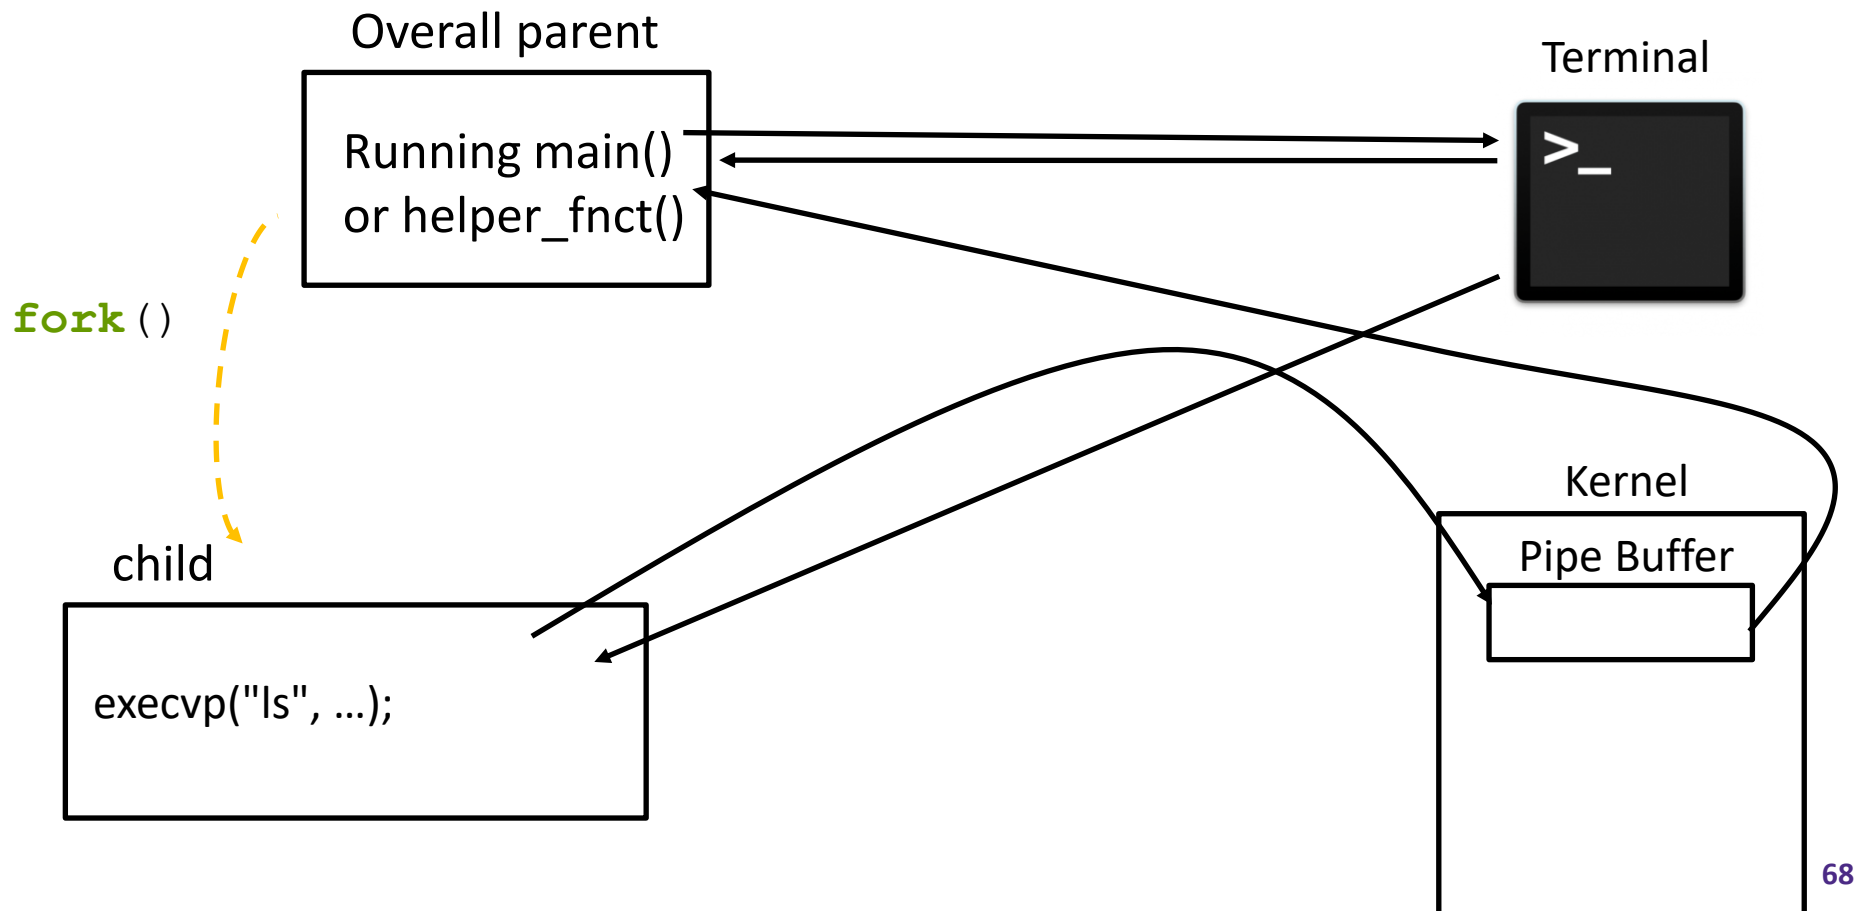 Overall parent
Terminal
>_
Running main()
or helper_fnct()
fork()
Kernel
Pipe Buffer
child
execvp("ls", …);
68